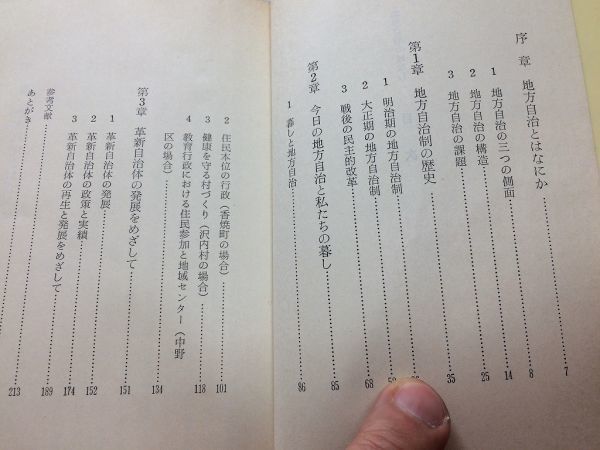 序 章 地方自治とはなにか……7
1 地方自治の三つの側面……8
2 地方自治の構造……14
3 地方自治の課題……25
第1章 地方自治制の歴史……35
1 明治期の地方自治制……
2 大正期の地方自治制……
3 戦後の民主的改革……68
第2章 今日の地方自治と私たちの暮し……85
1 暮しと地方自治……86
2 住民本位の行政(香焼町の場合)……101
3 健康を守る村づくり(沢内村の場合)……118
4 教育行政における住民参加と地域センター(中野
区の場合)……134
第3章 革新自治体の発展をめざして……151
1 革新自治体の発展……152
2 革新自治体の政策と実績……174
3 革新自治体の再生と発展をめざして……189
参考文献
あとがき……213